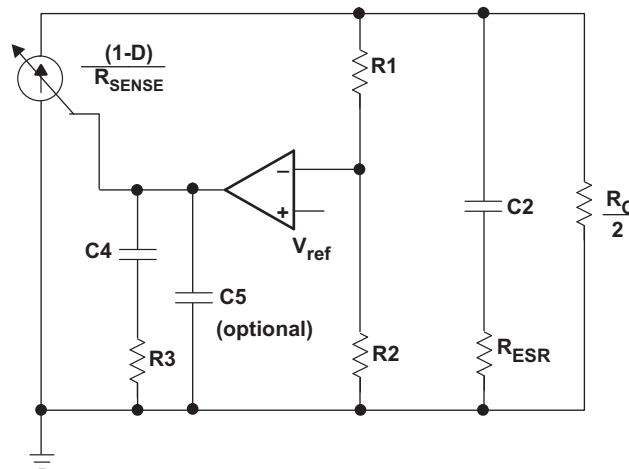 (1-D)
R_SENSE
R1
−
+
V_ref
C4
C5
(optional)
R3
R2
C2
R_ESR
2